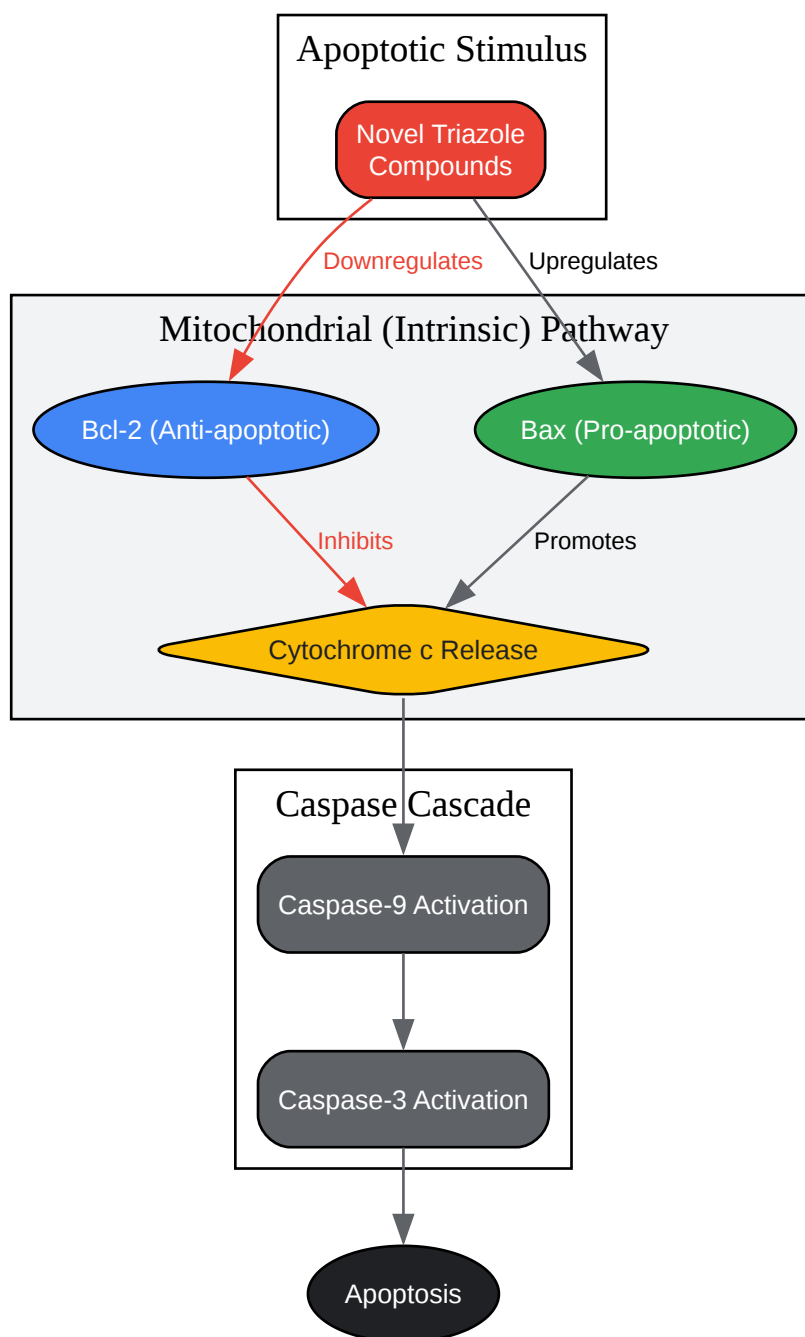 Apoptotic Stimulus
Novel Triazole
Compounds
Downregulates
Upregulates
Mitochondrial (Intrinsic) Pathway
Bcl-2 (Anti-apoptotic)
Bax (Pro-apoptotic)
Inhibits
Promotes
Cytochrome c Release
Caspase Cascade
Caspase-9 Activation
Caspase-3 Activation
Apoptosis